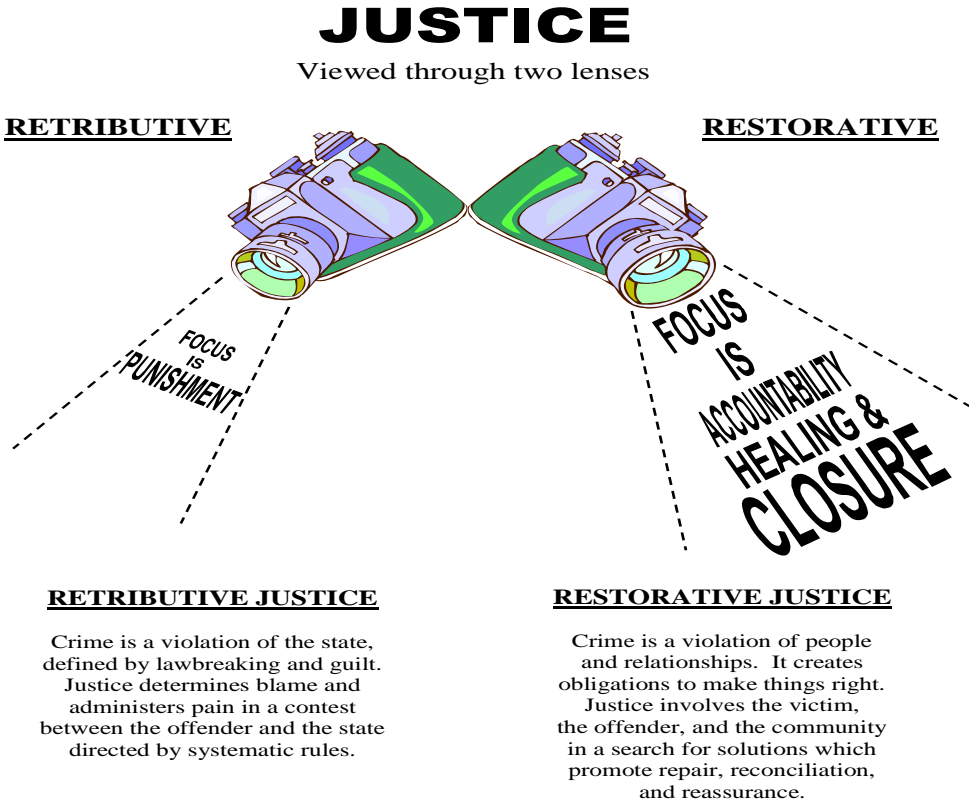 JUSTICE
Viewed through two lenses
RETRIBUTIVE
RESTORATIVE
FOCUS
IS
PUNISHMENT
FOCUS
IS
ACCOUNTABILITY
HEALING &
CLOSURE
RETRIBUTIVE JUSTICE
Crime is a violation of the state,
defined by lawbreaking and guilt.
Justice determines blame and
administers pain in a contest
between the offender and the state
directed by systematic rules.
RESTORATIVE JUSTICE
Crime is a violation of people
and relationships.  It creates
obligations to make things right.
Justice involves the victim,
the offender, and the community
in a search for solutions which
promote repair, reconciliation,
and reassurance.